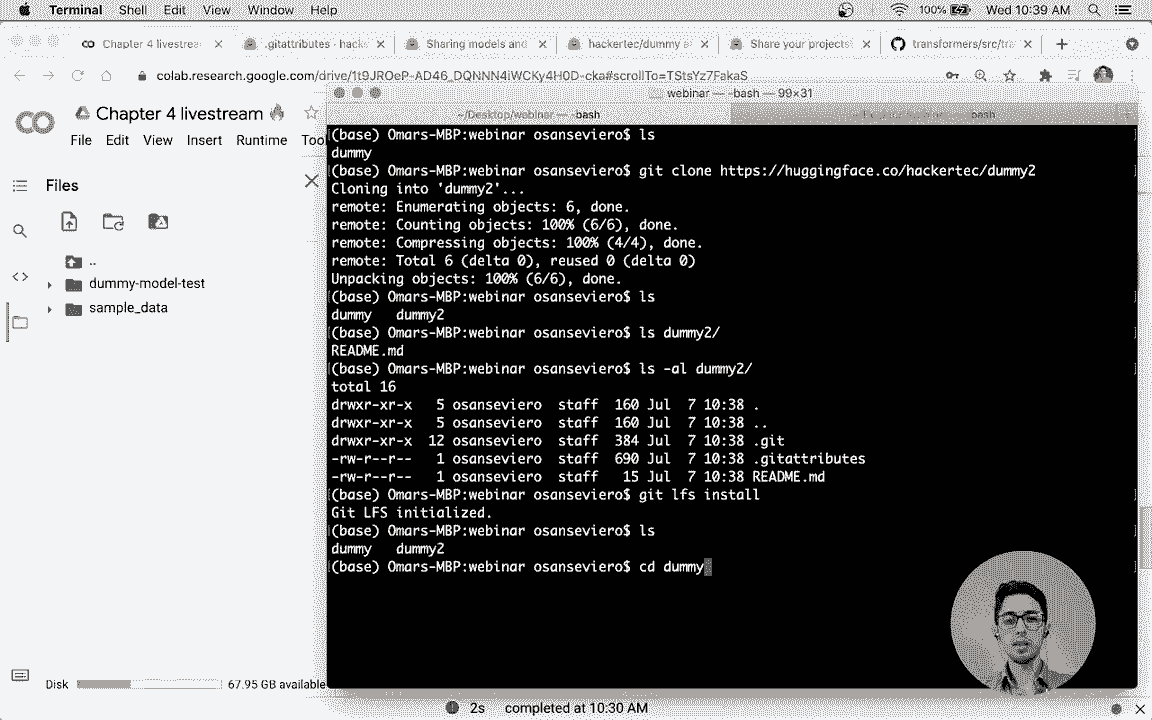 Terminal Shell Edit View Window Help 100% Wed 10:39 AM
Chapter 4 livestrea .gitattributes · hacke Sharing models and hackertec/dummy a Share your projects transformers/src/tra
colab.research.google.com/drive/1t9JROeP-AD46_DQNNN4iWCKy4H0D-cka#scrollTo=TStsYz7FakaS
webinar — -bash — 99×31
~/Desktop/webinar — -bash bash
Chapter 4 livestream
File Edit View Insert Runtime Too
Files
..
dummy-model-test
sample_data
Disk 67.95 GB available
(base) Omars-MBP:webinar osanseviero$ ls
dummy
(base) Omars-MBP:webinar osanseviero$ git clone https://huggingface.co/hackertec/dummy2
Cloning into 'dummy2'...
remote: Enumerating objects: 6, done.
remote: Counting objects: 100% (6/6), done.
remote: Compressing objects: 100% (4/4), done.
remote: Total 6 (delta 0), reused 0 (delta 0)
Unpacking objects: 100% (6/6), done.
(base) Omars-MBP:webinar osanseviero$ ls
dummy dummy2
(base) Omars-MBP:webinar osanseviero$ ls dummy2/
README.md
(base) Omars-MBP:webinar osanseviero$ ls -al dummy2/
total 16
drwxr-xr-x 5 osanseviero staff 160 Jul 7 10:38 .
drwxr-xr-x 5 osanseviero staff 160 Jul 7 10:38 ..
drwxr-xr-x 12 osanseviero staff 384 Jul 7 10:38 .git
-rw-r--r-- 1 osanseviero staff 690 Jul 7 10:38 .gitattributes
-rw-r--r-- 1 osanseviero staff 15 Jul 7 10:38 README.md
(base) Omars-MBP:webinar osanseviero$ git lfs install
Git LFS initialized.
(base) Omars-MBP:webinar osanseviero$ ls
dummy dummy2
(base) Omars-MBP:webinar osanseviero$ cd dummy
2s completed at 10:30 AM